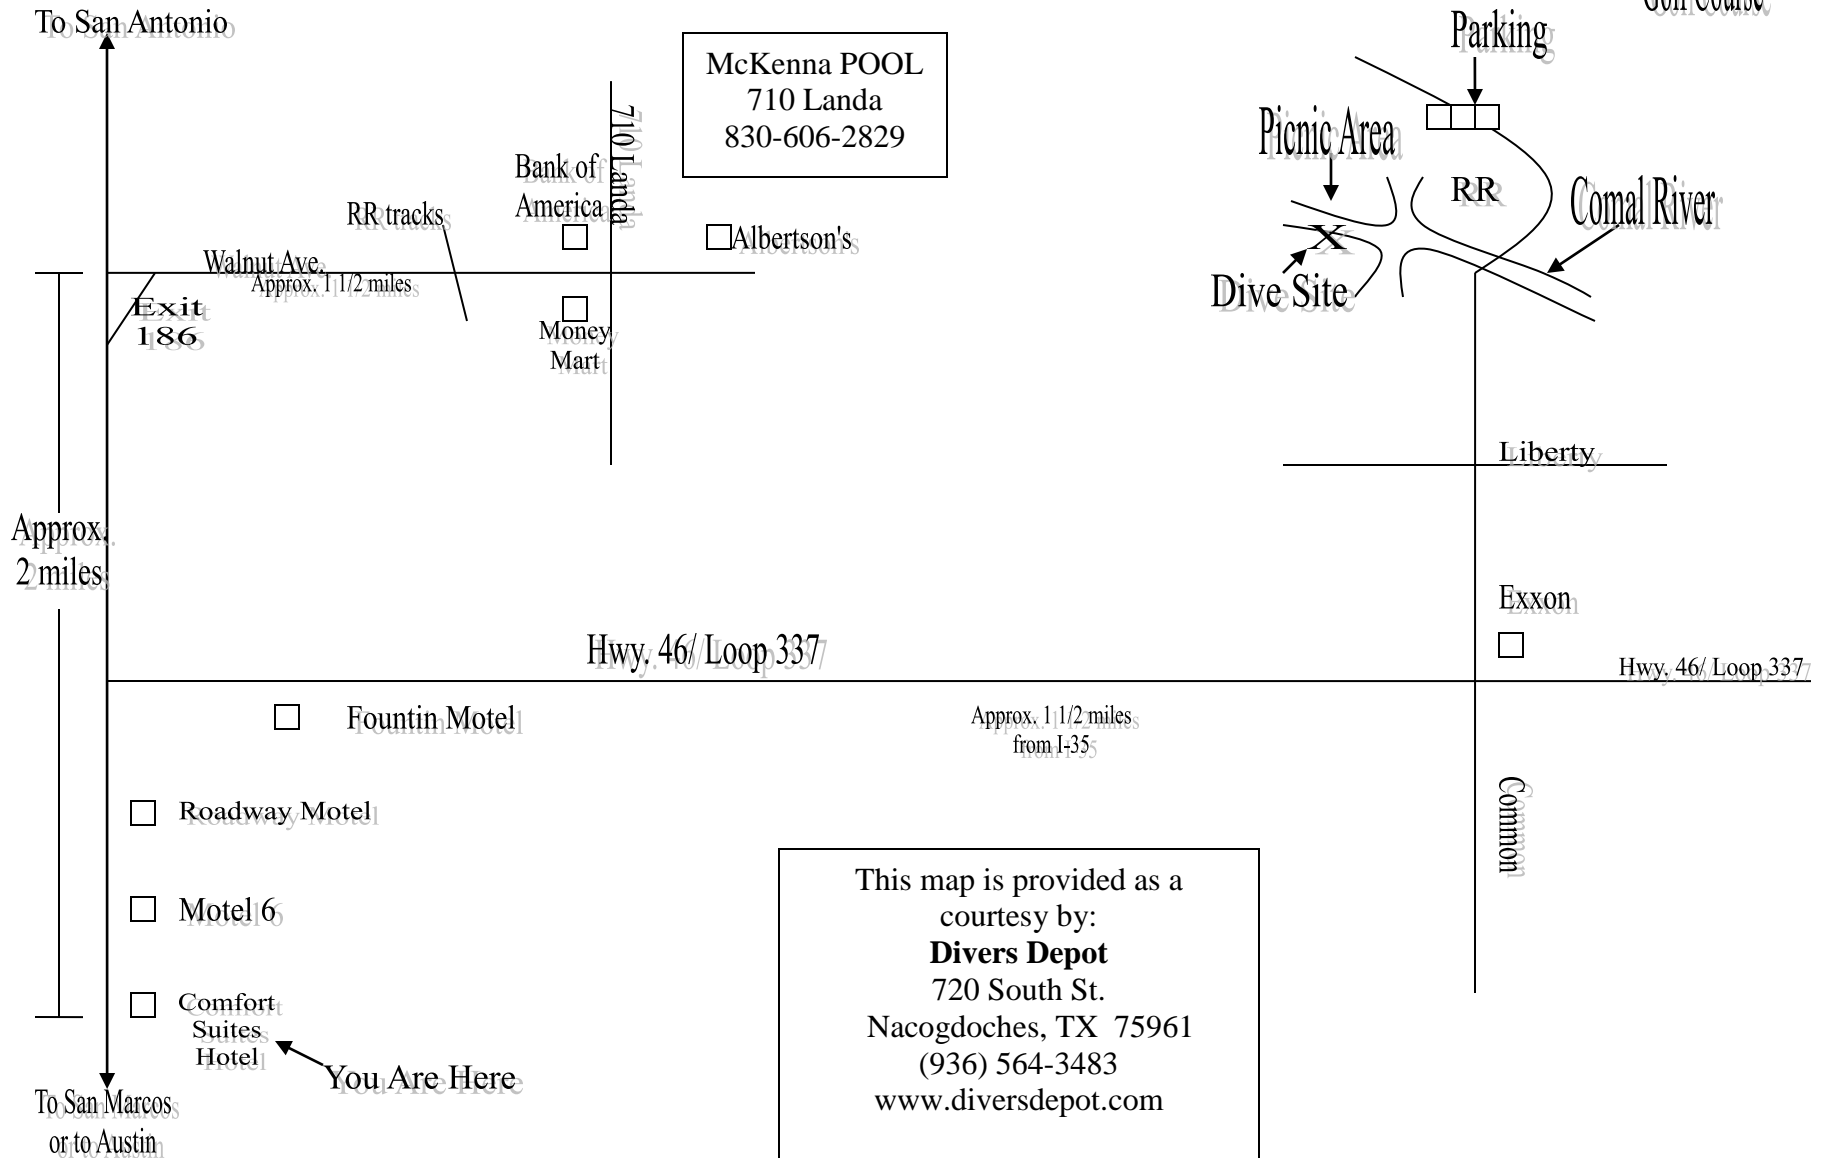 To San Antonio
Golf Course
Parking
McKenna POOL
710 Landa
830-606-2829
710 Landa
Picnic Area
Bank of
America
RR
Comal River
RR tracks
Albertson's
X
Walnut Ave.
Approx. 1 1/2 miles
Dive Site
Exit
186
Money
Mart
Liberty
Approx.
2 miles
Exxon
Hwy. 46/ Loop 337
Hwy. 46/ Loop 337
Fountin Motel
Approx. 1 1/2 miles
from I-35
Roadway Motel
Common
Motel 6
This map is provided as a
courtesy by:
Divers Depot
720 South St.
Nacogdoches, TX  75961
(936) 564-3483
www.diversdepot.com
Comfort
Suites
Hotel
You Are Here
To San Marcos
or to Austin